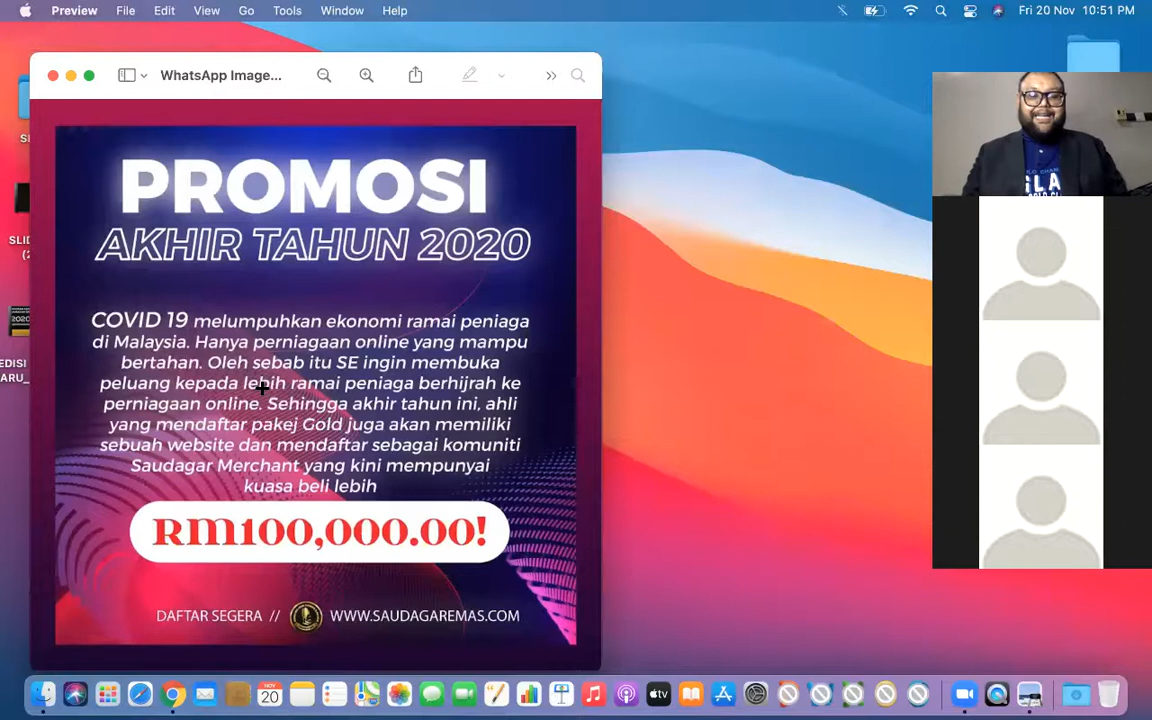 Preview File Edit View Go Tools Window Help
Fri 20 Nov 10:51 PM
WhatsApp Image...
PROMOSI
AKHIR TAHUN 2020
COVID 19 melumpuhkan ekonomi ramai peniaga
di Malaysia. Hanya perniagaan online yang mampu
bertahan. Oleh sebab itu SE ingin membuka
peluang kepada lebih ramai peniaga berhijrah ke
perniagaan online. Sehingga akhir tahun ini, ahli
yang mendaftar pakej Gold juga akan memiliki
sebuah website dan mendaftar sebagai komuniti
Saudagar Merchant yang kini mempunyai
kuasa beli lebih
RM100,000.00!
DAFTAR SEGERA // WWW.SAUDAGAREMAS.COM
NOV
20
tv